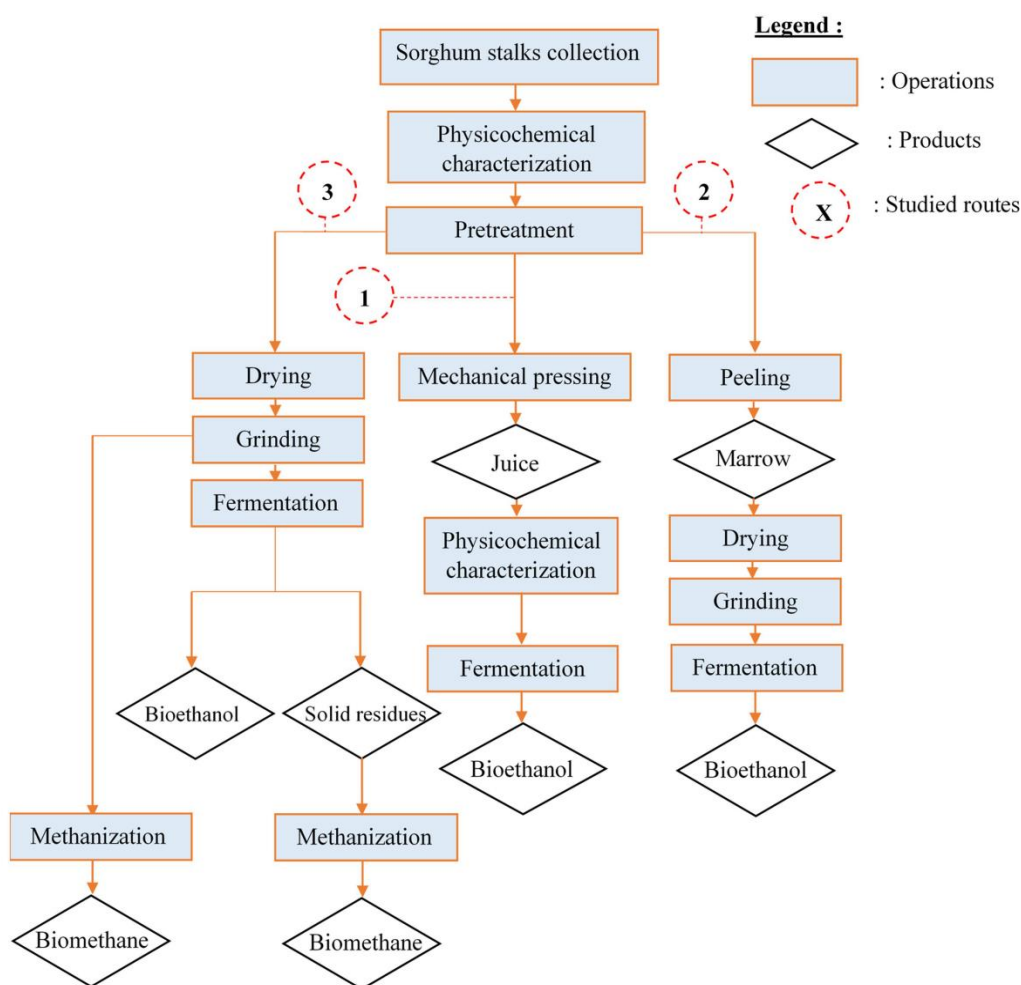 Legend :
: Operations
: Products
X
: Studied routes
Sorghum stalks collection
Physicochemical
characterization
3
2
Pretreatment
1
Drying
Mechanical pressing
Peeling
Grinding
Juice
Marrow
Fermentation
Physicochemical
characterization
Drying
Grinding
Fermentation
Fermentation
Bioethanol
Solid residues
Bioethanol
Bioethanol
Methanization
Methanization
Biomethane
Biomethane